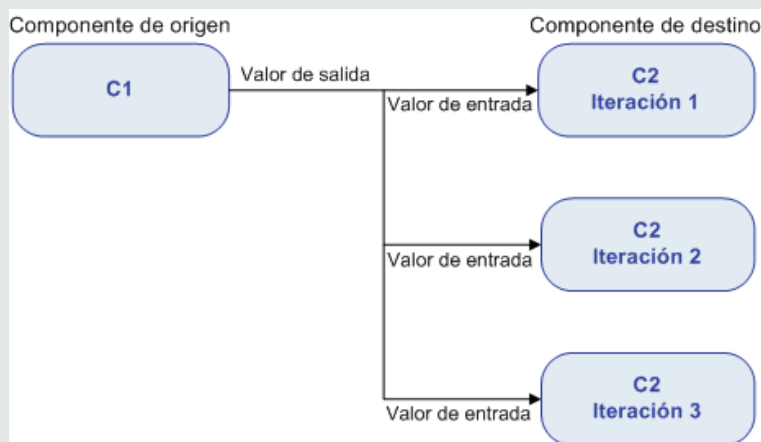 Componente de origen
Componente de destino
C1
Valor de salida
Valor de entrada
C2
Iteración 1
Valor de entrada
C2
Iteración 2
Valor de entrada
C2
Iteración 3